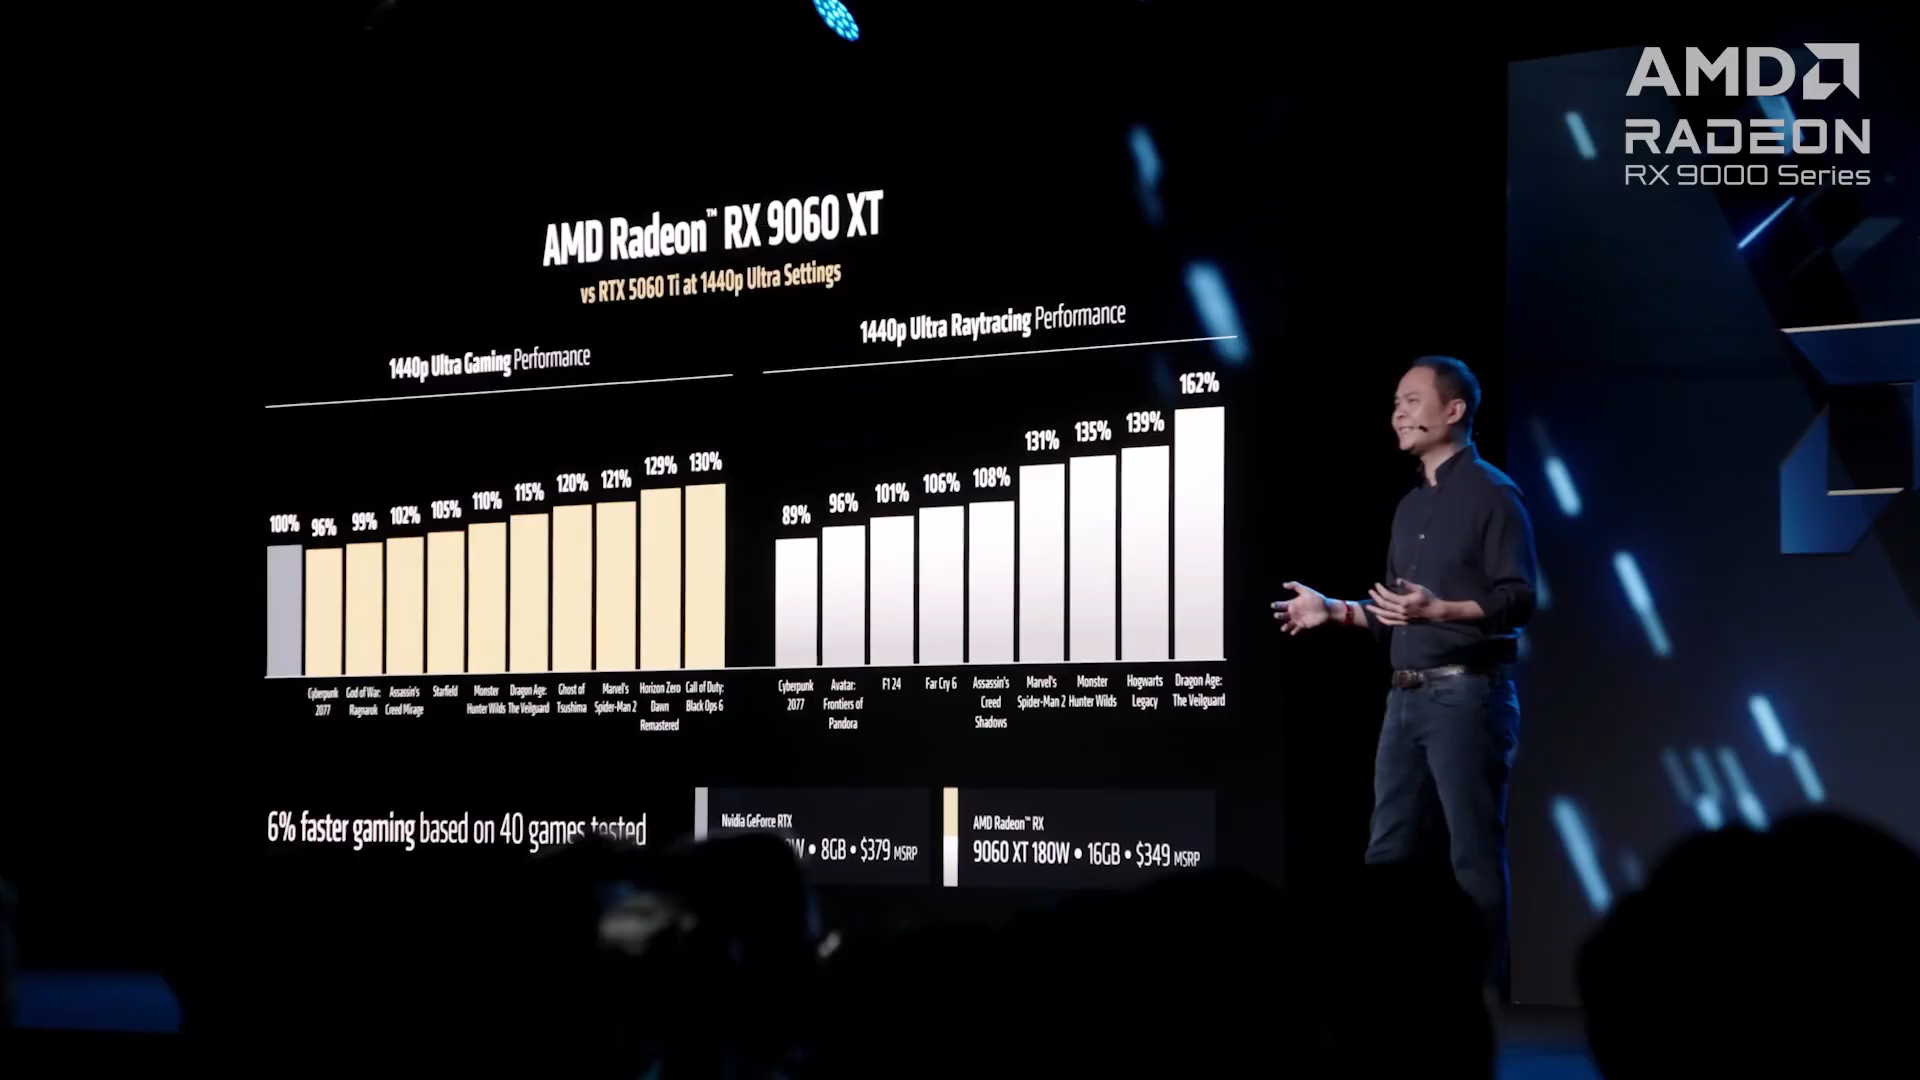 AMD
RADEON
RX 9000 Series
AMD Radeon™ RX 9060 XT
vs RTX 5060 Ti at 1440p Ultra Settings
1440p Ultra Gaming Performance
100%
96%
99%
102%
105%
110%
115%
120%
121%
129%
130%
Cyberpunk
2077
God of War:
Ragnarok
Assassin's
Creed Mirage
Starfield
Monster
Hunter Wilds
Dragon Age:
The Veilguard
Ghost of
Tsushima
Marvel's
Spider-Man 2
Horizon Zero
Dawn
Remastered
Call of Duty:
Black Ops 6
1440p Ultra Raytracing Performance
89%
96%
101%
106%
108%
131%
135%
139%
162%
Cyberpunk
2077
Avatar:
Frontiers of
Pandora
F1 24
Far Cry 6
Assassin's
Creed
Shadows
Marvel's
Spider-Man 2
Monster
Hunter Wilds
Hogwarts
Legacy
Dragon Age:
The Veilguard
6% faster gaming based on 40 games tested
Nvidia GeForce RTX
W • 8GB • $379 MSRP
AMD Radeon™ RX
9060 XT 180W • 16GB • $349 MSRP